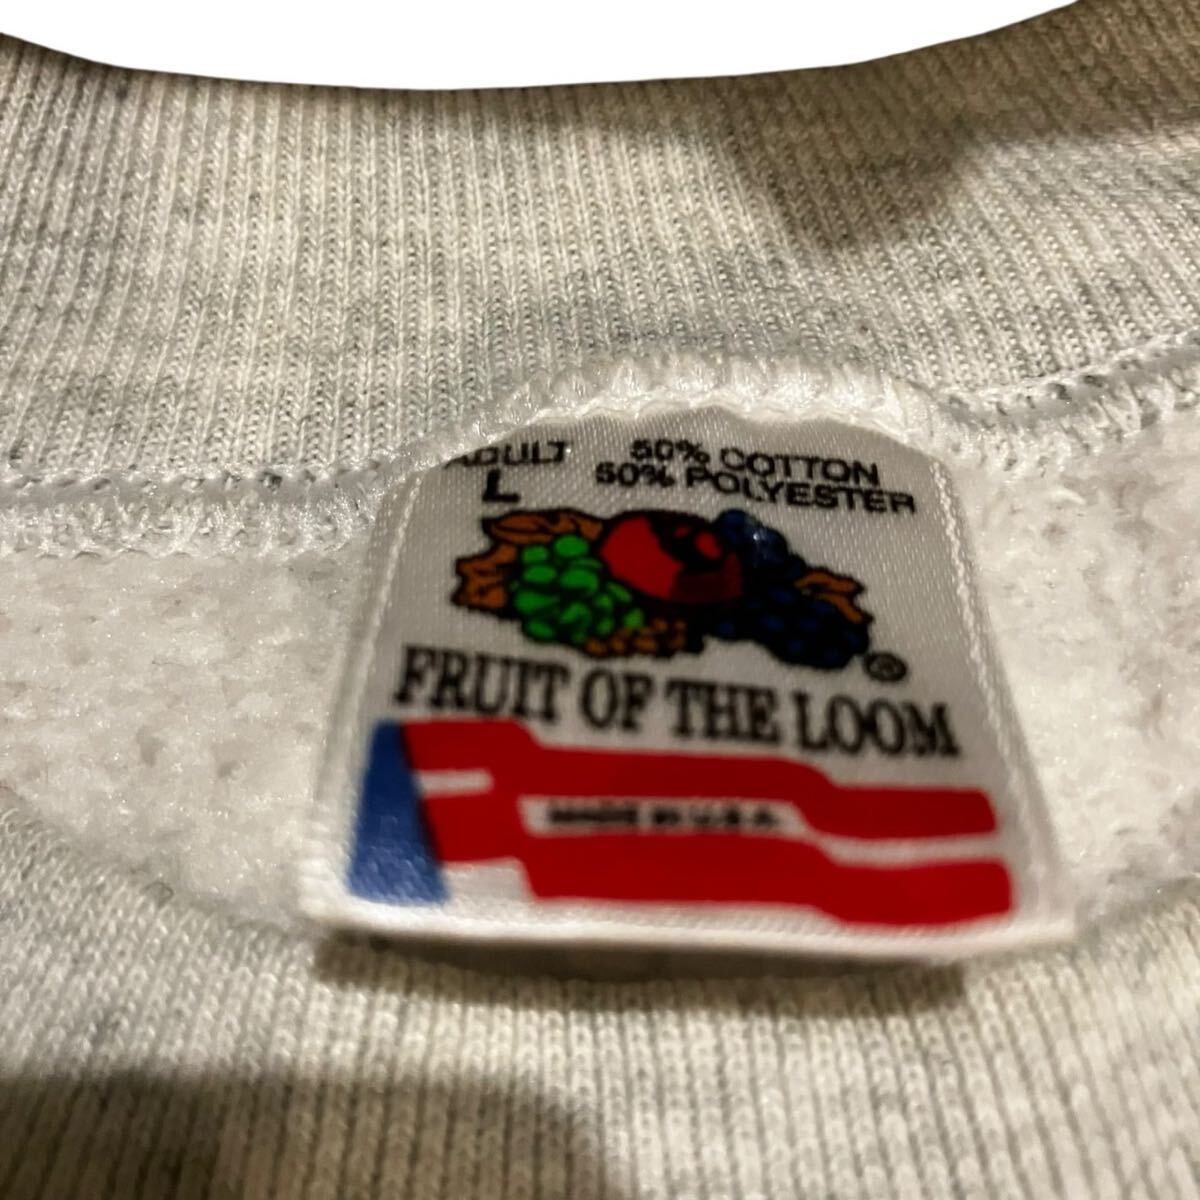 ADULT 50% COTTON
L 50% POLYESTER
®
FRUIT OF THE LOOM
MADE IN U.S.A.